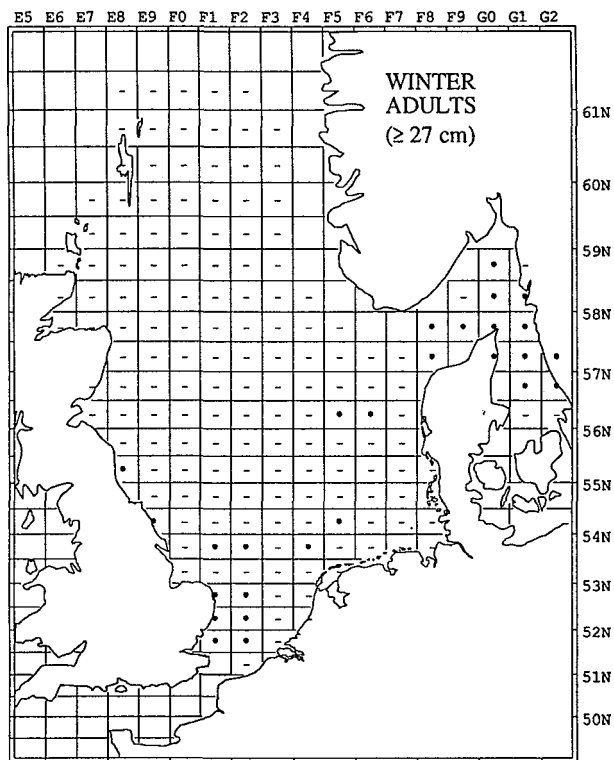 E5 E6 E7 E8 E9 F0 F1 F2 F3 F4 F5 F6 F7 F8 F9 G0 G1 G2
WINTER
ADULTS
(≥ 27 cm)
61N
60N
59N
58N
57N
56N
55N
54N
53N
52N
51N
50N